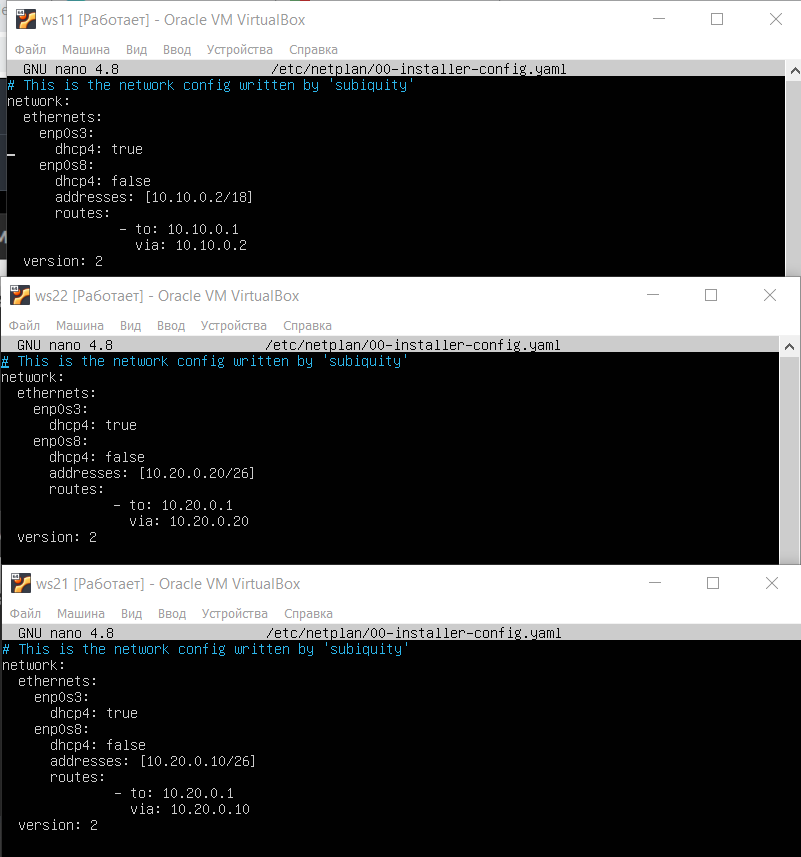 ws11 [Работает] - Oracle VM VirtualBox
Файл Машина Вид Ввод Устройства Справка
GNU nano 4.8 /etc/netplan/00-installer-config.yaml
# This is the network config written by 'subiquity'
network:
  ethernets:
    enp0s3:
      dhcp4: true
    enp0s8:
      dhcp4: false
      addresses: [10.10.0.2/18]
      routes:
              - to: 10.10.0.1
                via: 10.10.0.2
  version: 2
ws22 [Работает] - Oracle VM VirtualBox
Файл Машина Вид Ввод Устройства Справка
GNU nano 4.8 /etc/netplan/00-installer-config.yaml
# This is the network config written by 'subiquity'
network:
  ethernets:
    enp0s3:
      dhcp4: true
    enp0s8:
      dhcp4: false
      addresses: [10.20.0.20/26]
      routes:
              - to: 10.20.0.1
                via: 10.20.0.20
  version: 2
ws21 [Работает] - Oracle VM VirtualBox
Файл Машина Вид Ввод Устройства Справка
GNU nano 4.8 /etc/netplan/00-installer-config.yaml
# This is the network config written by 'subiquity'
network:
  ethernets:
    enp0s3:
      dhcp4: true
    enp0s8:
      dhcp4: false
      addresses: [10.20.0.10/26]
      routes:
              - to: 10.20.0.1
                via: 10.20.0.10
  version: 2